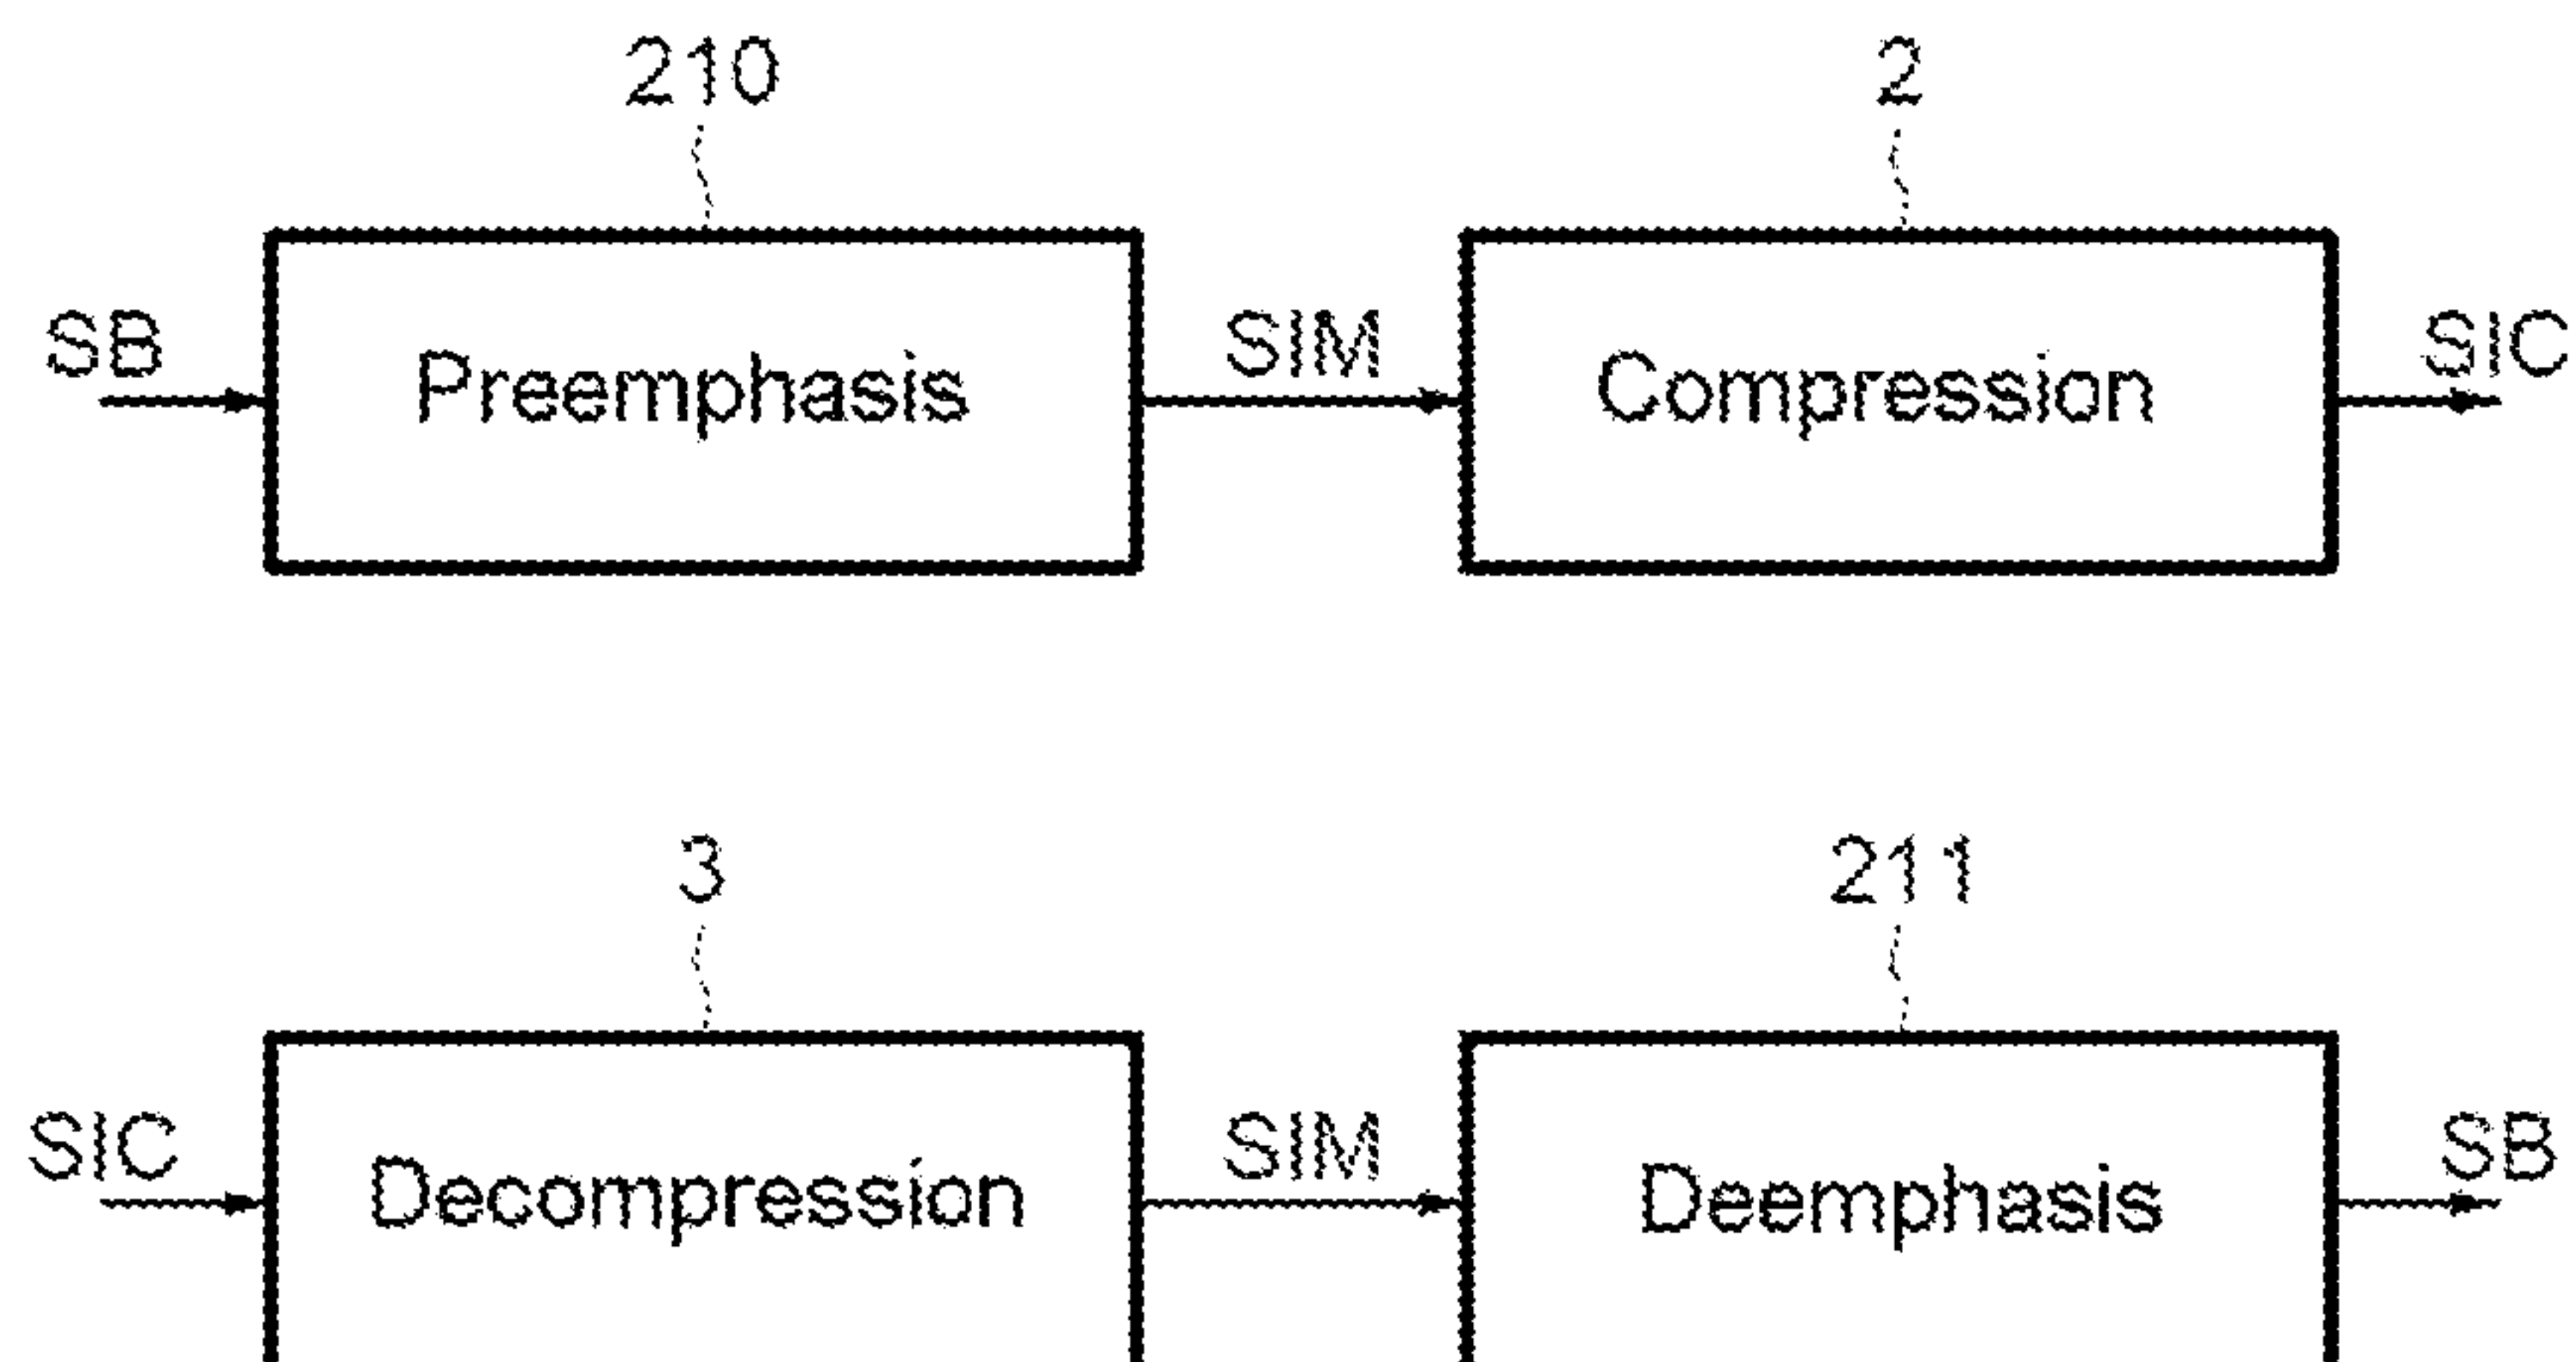 210
2
SB
Preemphasis
SIM
Compression
SIC
3
211
SIC
Decompression
SIM
Deemphasis
SB